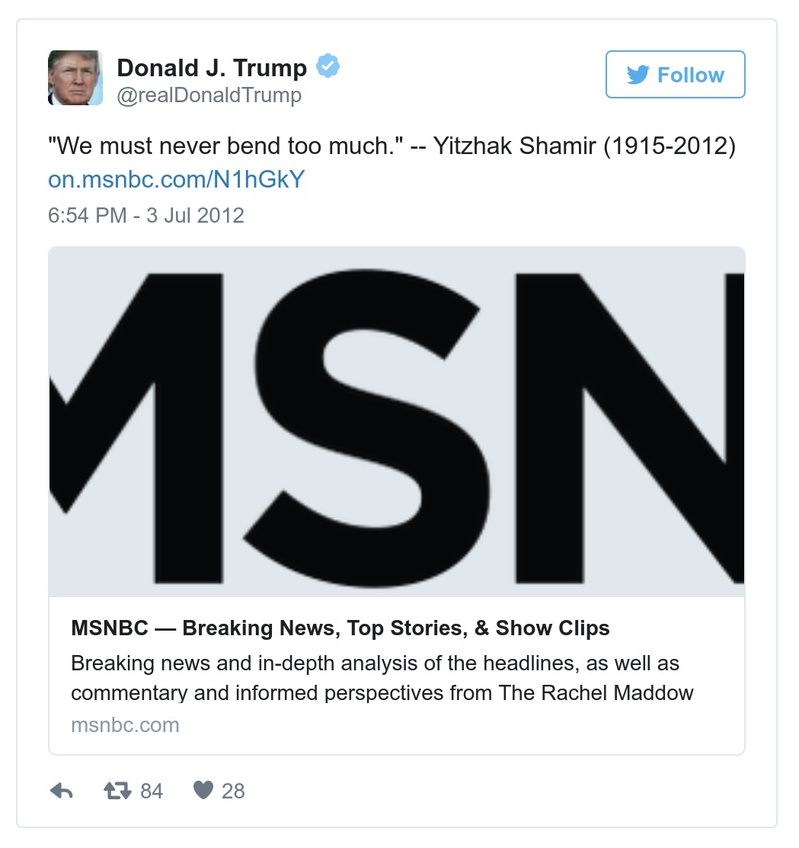 Donald J. Trump
@realDonaldTrump
Follow
"We must never bend too much." -- Yitzhak Shamir (1915-2012)
on.msnbc.com/N1hGkY
6:54 PM - 3 Jul 2012
MSN
MSNBC — Breaking News, Top Stories, & Show Clips
Breaking news and in-depth analysis of the headlines, as well as
commentary and informed perspectives from The Rachel Maddow
msnbc.com
84 28